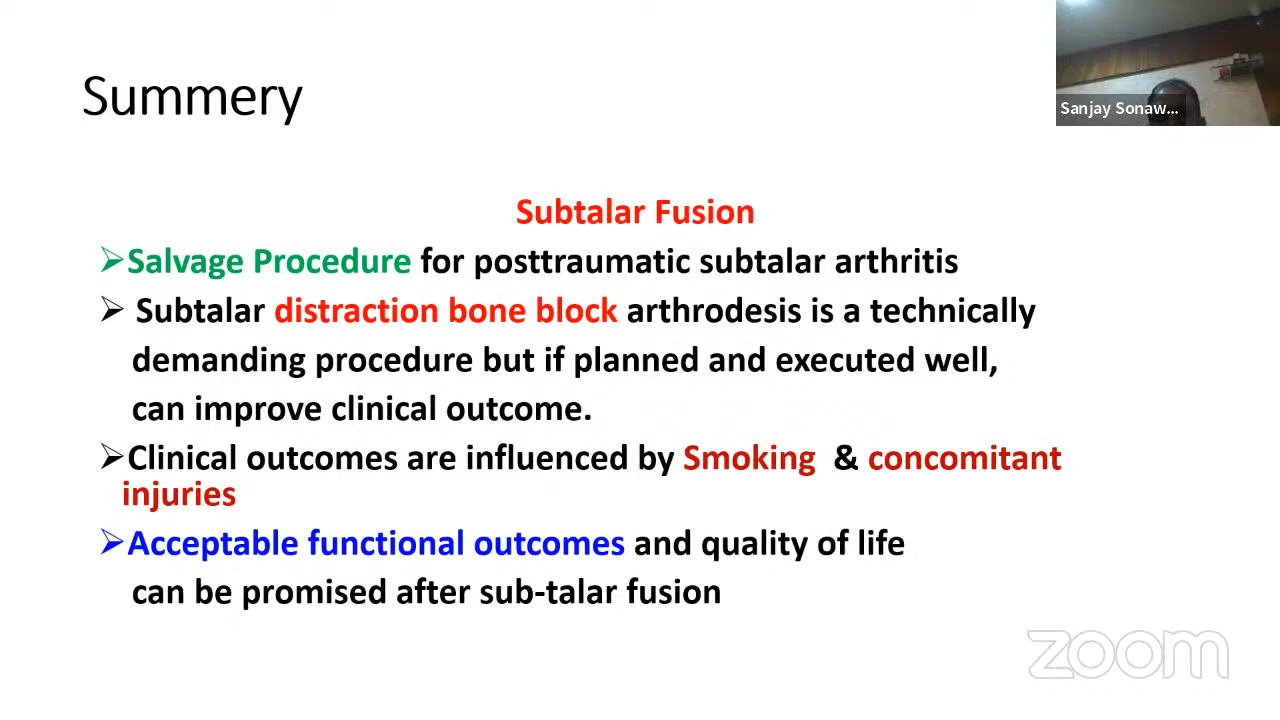 Summery
Sanjay Sonaw...
Subtalar Fusion
Salvage Procedure for posttraumatic subtalar arthritis
Subtalar distraction bone block arthrodesis is a technically
demanding procedure but if planned and executed well,
can improve clinical outcome.
Clinical outcomes are influenced by Smoking & concomitant
injuries
Acceptable functional outcomes and quality of life
can be promised after sub-talar fusion
zoom